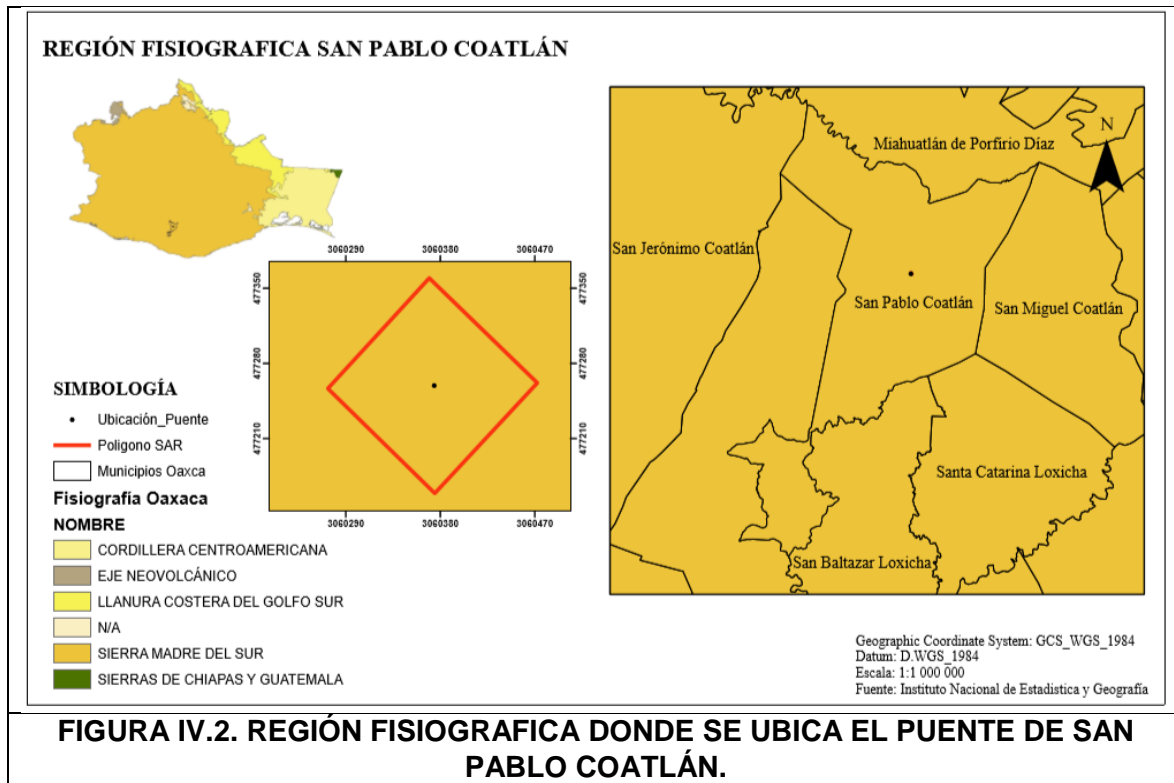 REGIÓN FISIOGRAFICA SAN PABLO COATLÁN
3060290 3060380 3060470
477350 477350
477280 477280
477210 477210
3060290 3060380 3060470
SIMBOLOGÍA
Ubicación_Puente
Poligono SAR
Municipios Oaxca
Fisiografía Oaxaca
NOMBRE
CORDILLERA CENTROAMERICANA
EJE NEOVOLCÁNICO
LLANURA COSTERA DEL GOLFO SUR
N/A
SIERRA MADRE DEL SUR
SIERRAS DE CHIAPAS Y GUATEMALA
N
Miahuatlán de Porfirio Díaz
San Jerónimo Coatlán
San Pablo Coatlán
San Miguel Coatlán
Santa Catarina Loxicha
San Baltazar Loxicha
Geographic Coordinate System: GCS_WGS_1984
Datum: D.WGS_1984
Escala: 1:1 000 000
Fuente: Instituto Nacional de Estadistica y Geografía
FIGURA IV.2. REGIÓN FISIOGRAFICA DONDE SE UBICA EL PUENTE DE SAN
PABLO COATLÁN.